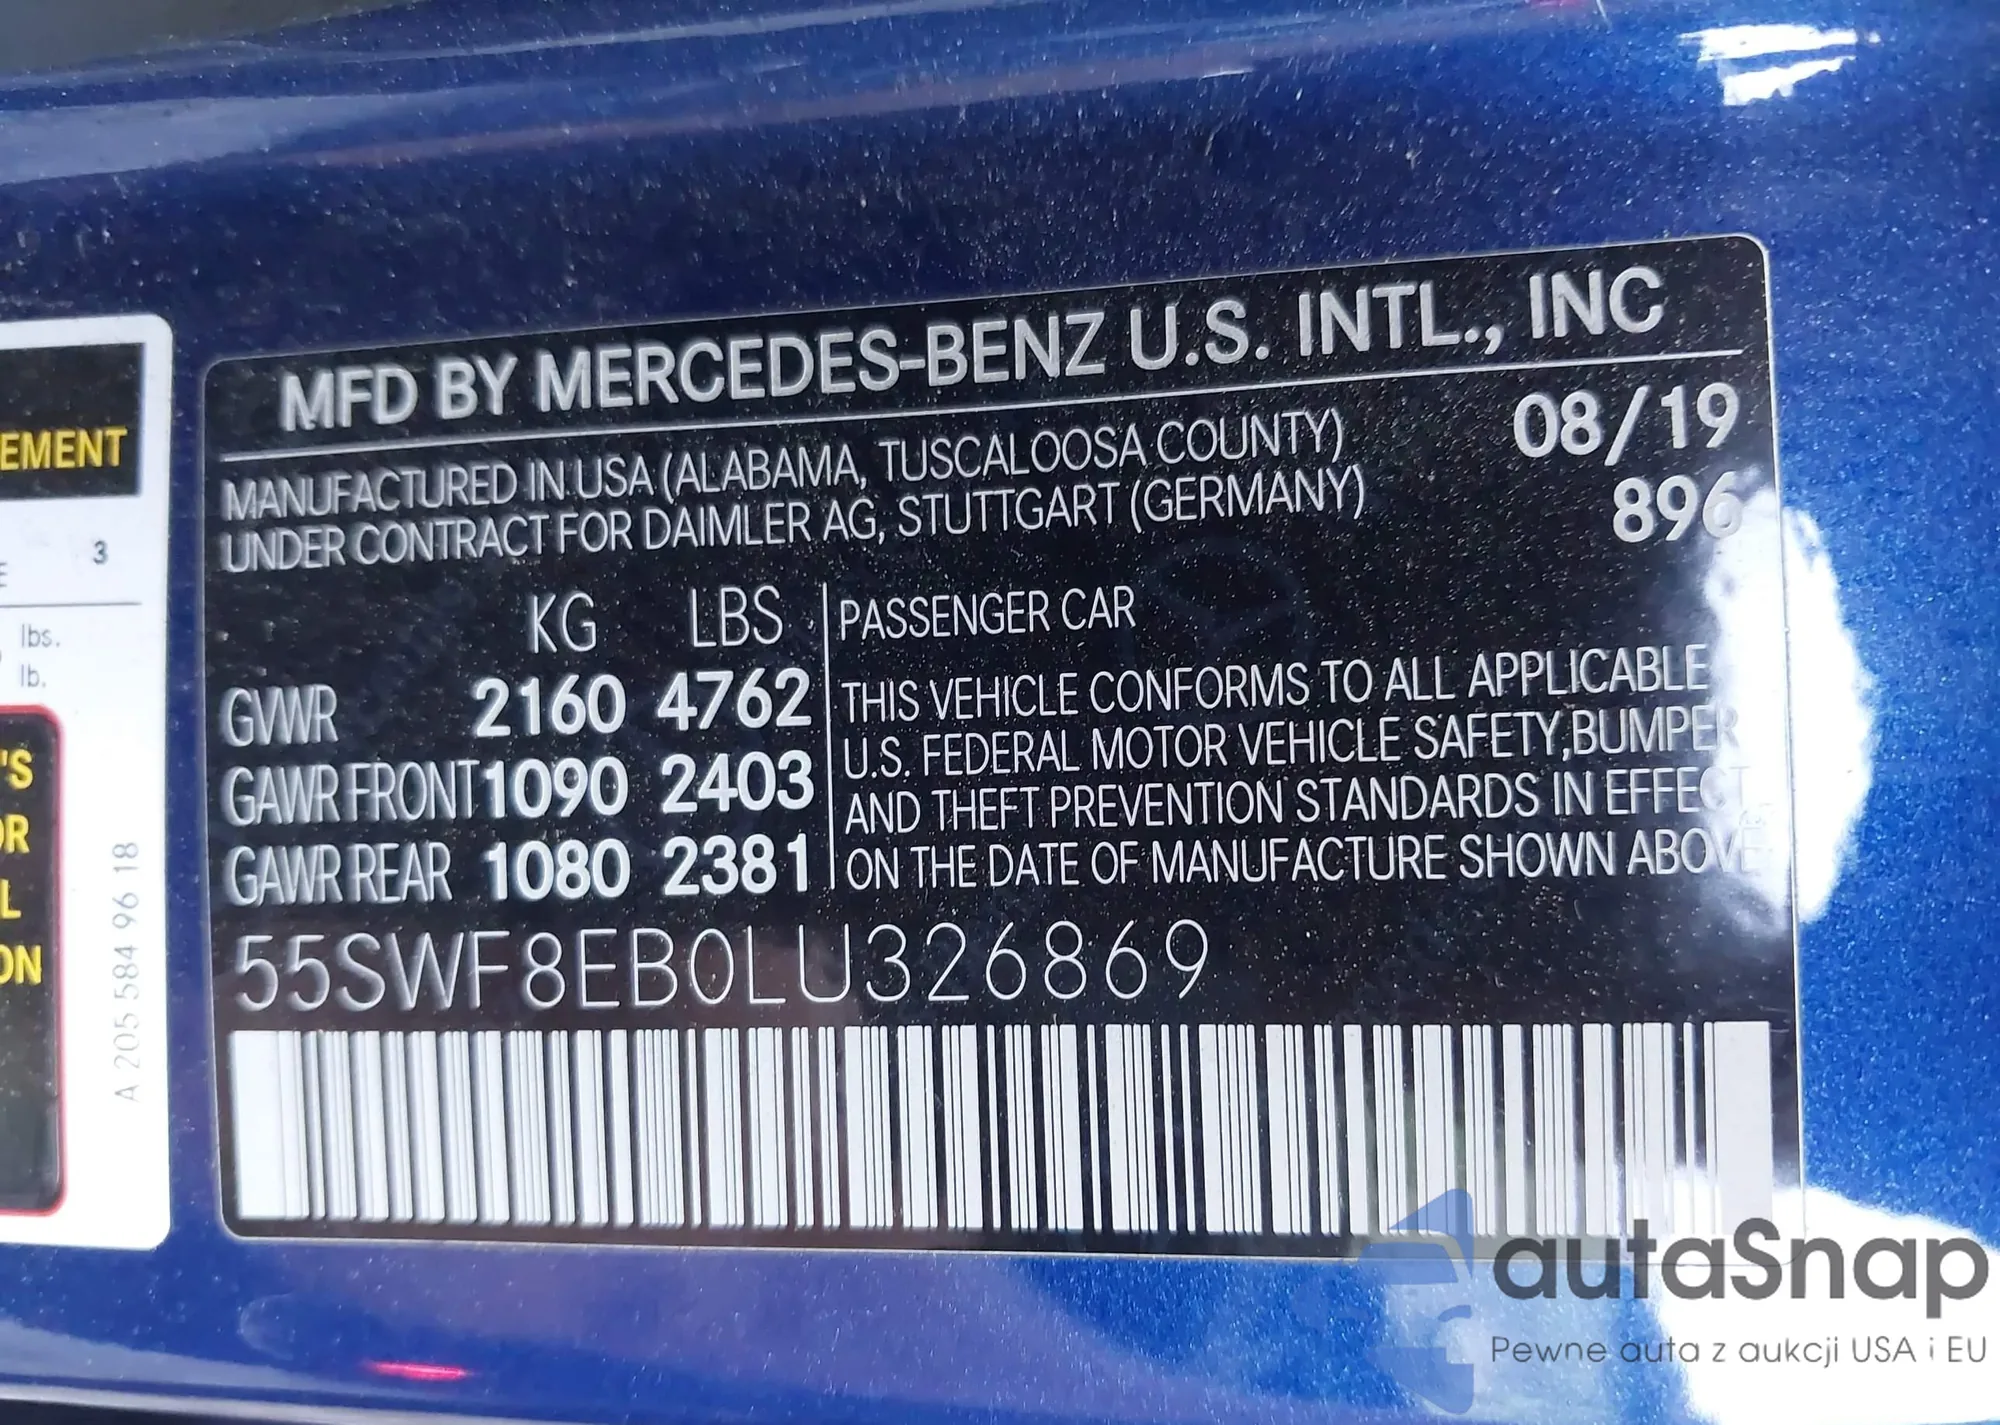 EMENT
3
E
lbs.
lb.
'S
OR
L
ON
A 205 584 96 18
MFD BY MERCEDES-BENZ U.S. INTL., INC
MANUFACTURED IN USA (ALABAMA, TUSCALOOSA COUNTY)
UNDER CONTRACT FOR DAIMLER AG, STUTTGART (GERMANY)
08/19
896
KG LBS
GVWR 2160 4762
GAWR FRONT 1090 2403
GAWR REAR 1080 2381
PASSENGER CAR
THIS VEHICLE CONFORMS TO ALL APPLICABLE
U.S. FEDERAL MOTOR VEHICLE SAFETY,BUMPER
AND THEFT PREVENTION STANDARDS IN EFFECT
ON THE DATE OF MANUFACTURE SHOWN ABOVE
55SWF8EB0LU326869
autaSnap
Pewne auta z aukcji USA i EU